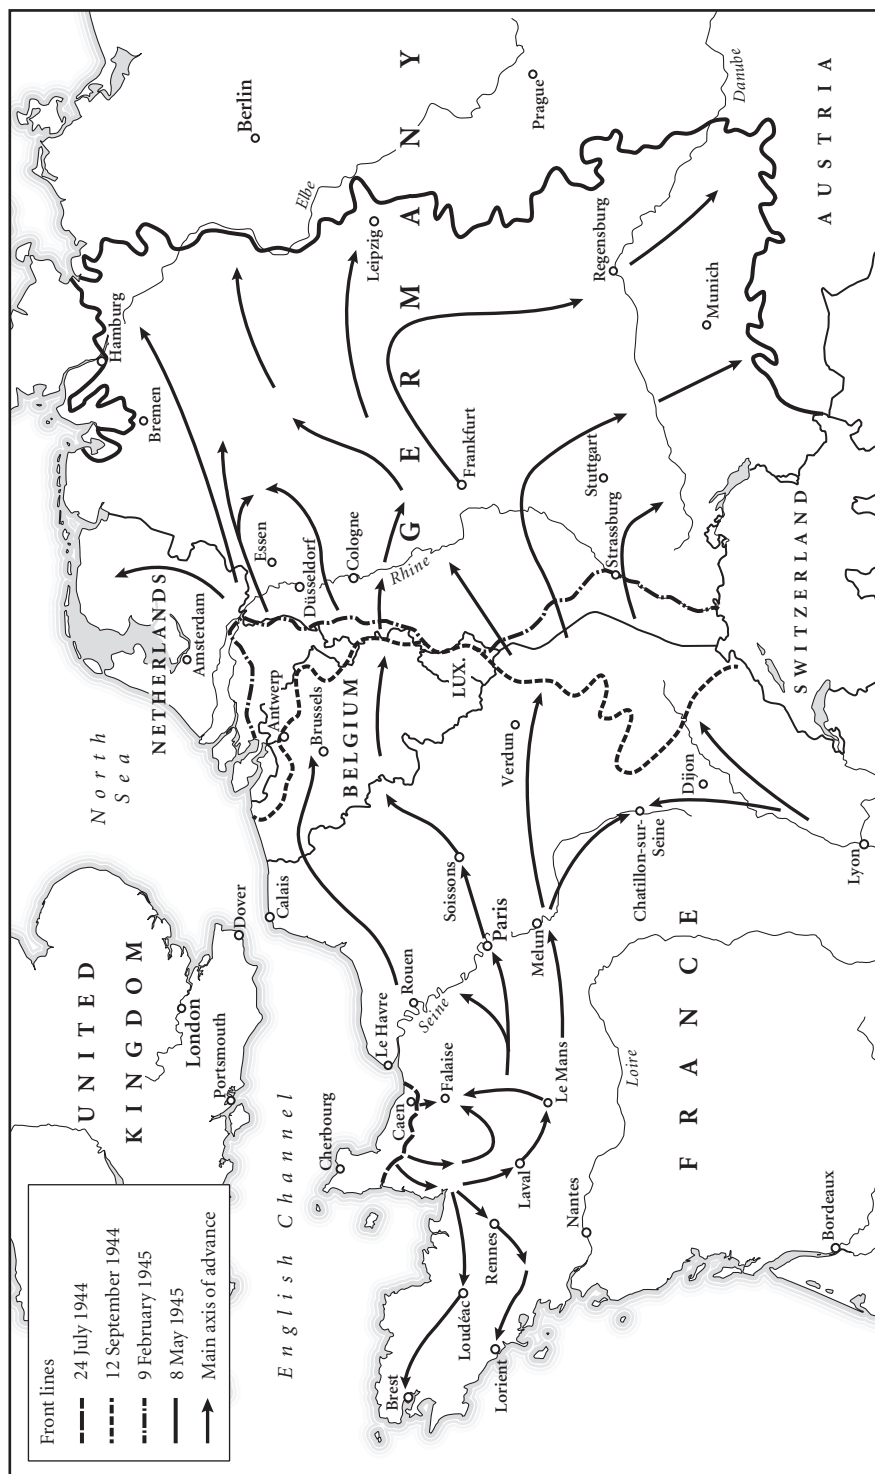 Front lines
24 July 1944
12 September 1944
9 February 1945
8 May 1945
Main axis of advance
UNITED
KINGDOM
London
Portsmouth
Dover
North
Sea
English Channel
NETHERLANDS
Amsterdam
Antwerp
Brussels
BELGIUM
LUX.
Calais
Cherbourg
Le Havre
Rouen
Seine
Caen
Falaise
Brest
Loudéac
Lorient
Rennes
Laval
Le Mans
Nantes
Loire
Bordeaux
Paris
Soissons
Melun
Verdun
Chatillon-sur-
Seine
Dijon
Lyon
FRANCE
Bremen
Hamburg
Berlin
Elbe
Leipzig
Essen
Düsseldorf
Cologne
Rhine
GERMANY
Frankfurt
Stuttgart
Strassburg
Regensburg
Munich
Prague
Danube
AUSTRIA
SWITZERLAND